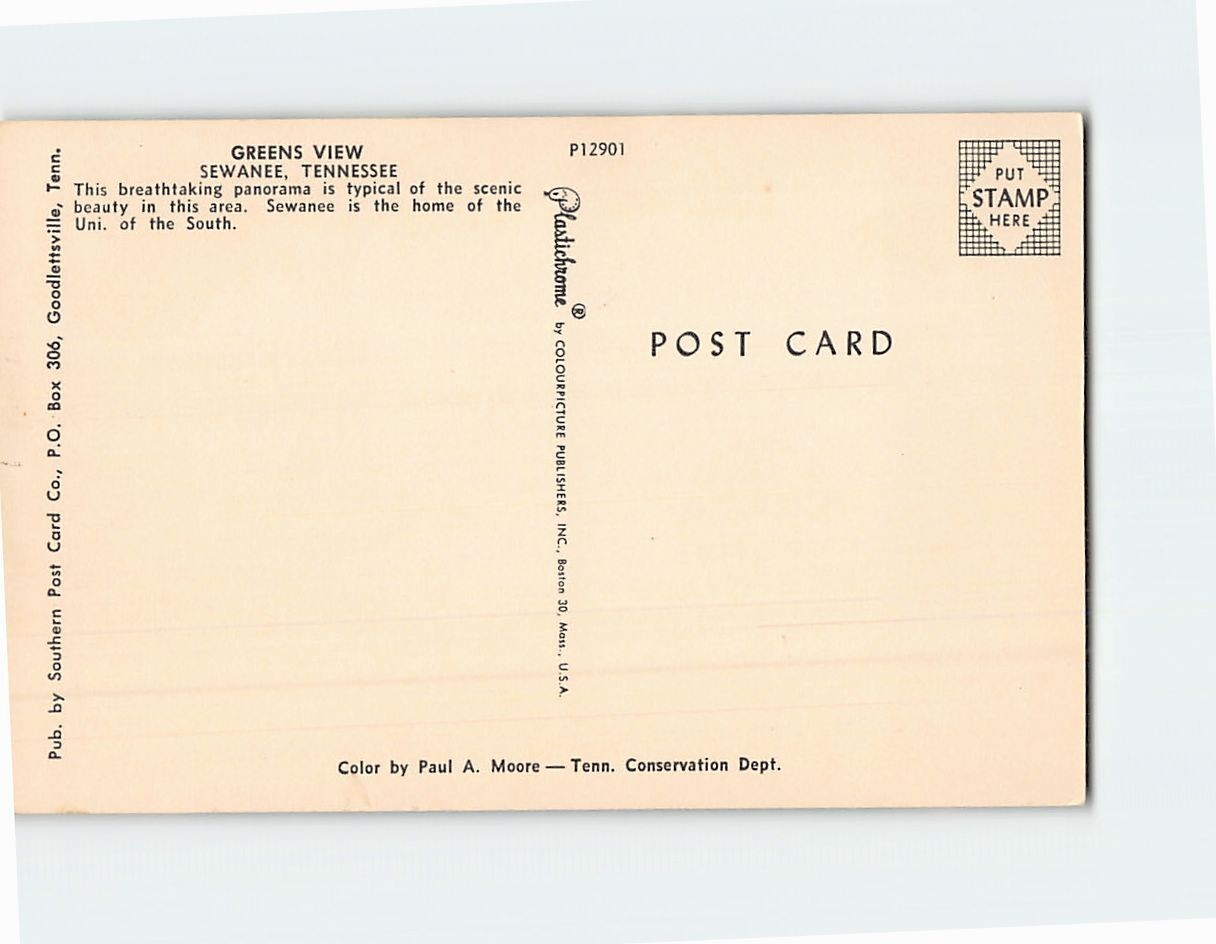 GREENS VIEW
SEWANEE, TENNESSEE
This breathtaking panorama is typical of the scenic
beauty in this area. Sewanee is the home of the
Uni. of the South.
Pub. by Southern Post Card Co., P.O. Box 306, Goodlettsville, Tenn.
P12901
Plastichrome ® by COLOURPICTURE PUBLISHERS, INC., Boston 30, Mass., U.S.A.
PUT
STAMP
HERE
POST CARD
Color by Paul A. Moore — Tenn. Conservation Dept.